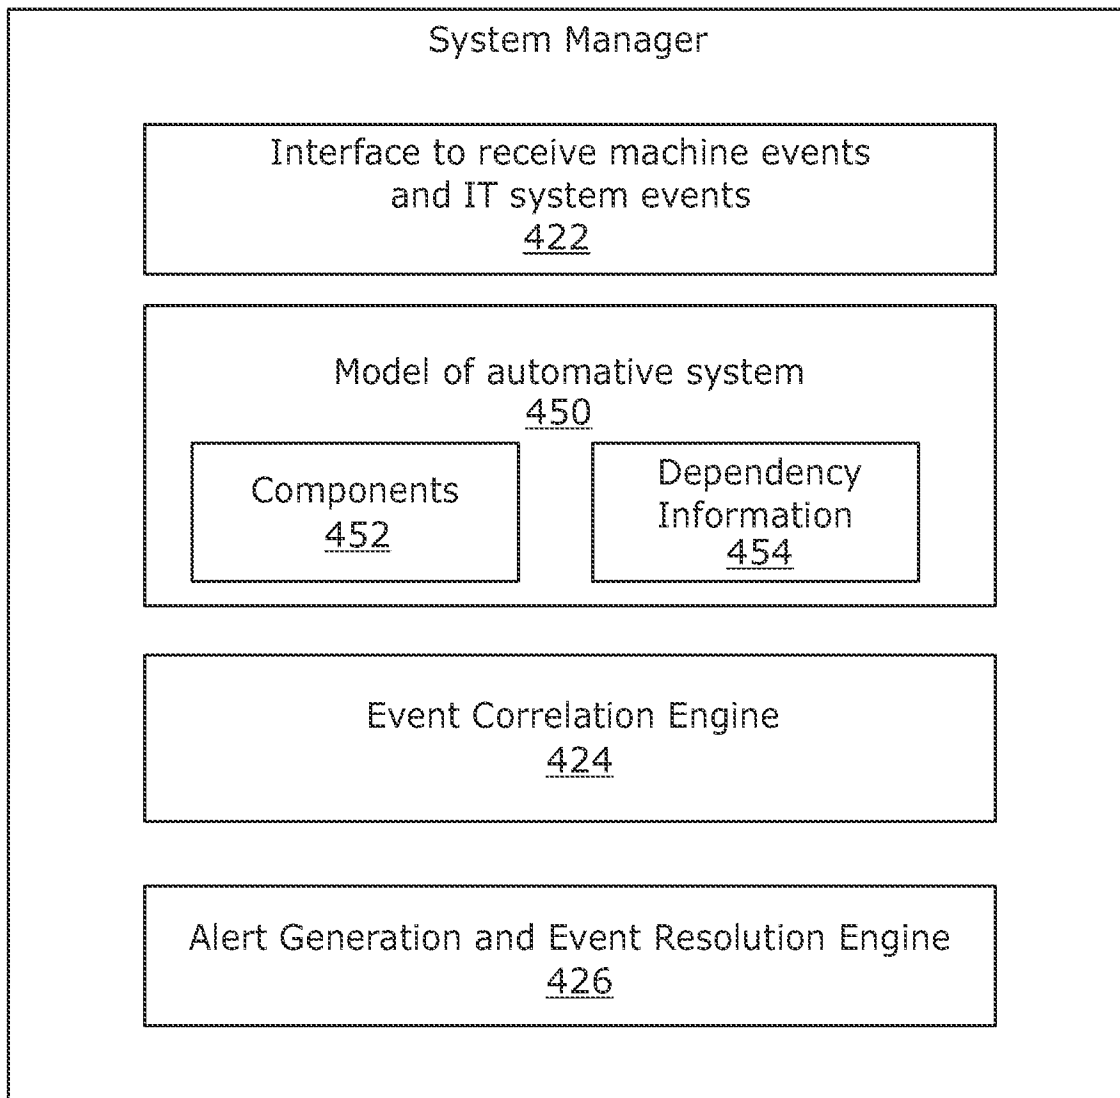 System Manager
Interface to receive machine events
and IT system events
422
Model of automative system
450
Components
452
Dependency
Information
454
Event Correlation Engine
424
Alert Generation and Event Resolution Engine
426